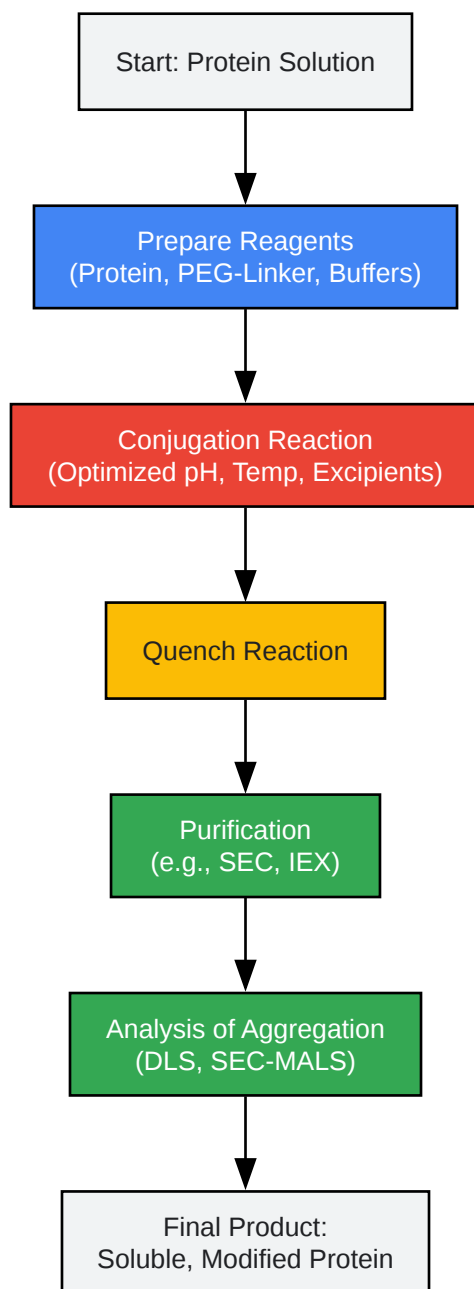 Start: Protein Solution
Prepare Reagents
(Protein, PEG-Linker, Buffers)
Conjugation Reaction
(Optimized pH, Temp, Excipients)
Quench Reaction
Purification
(e.g., SEC, IEX)
Analysis of Aggregation
(DLS, SEC-MALS)
Final Product:
Soluble, Modified Protein